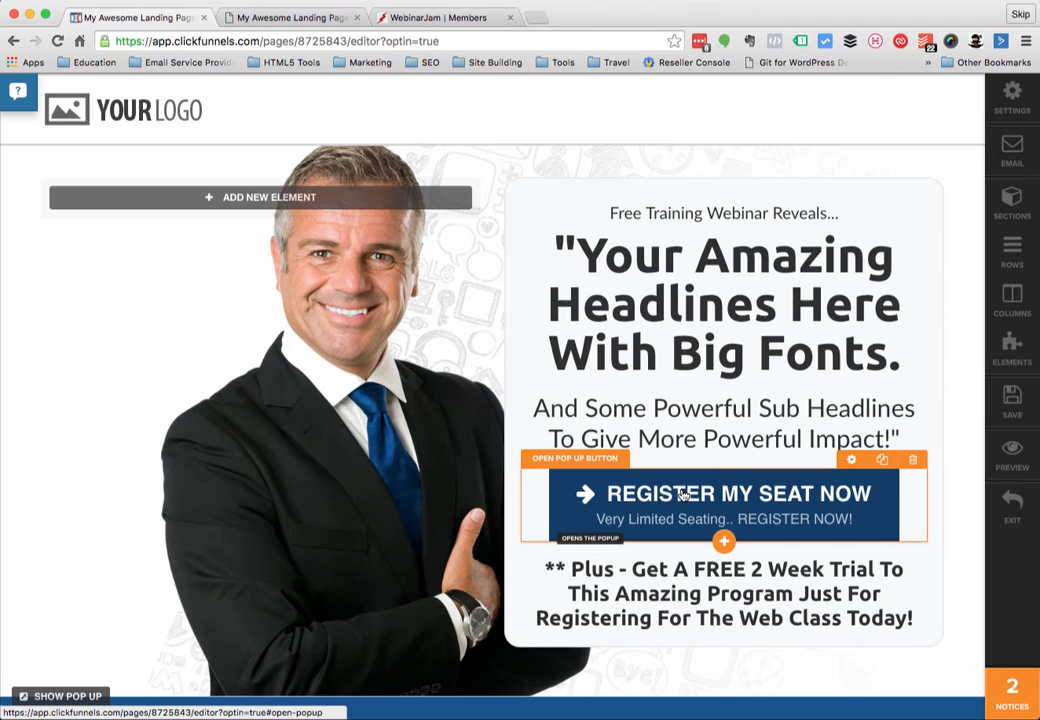 My Awesome Landing Page
My Awesome Landing Page
WebinarJam | Members
Skip
https://app.clickfunnels.com/pages/8725843/editor?optin=true
Apps
Education
Email Service Provid
HTML5 Tools
Marketing
SEO
Site Building
Tools
Travel
Reseller Console
Git for WordPress De
»
Other Bookmarks
?
YOUR LOGO
+ ADD NEW ELEMENT
Free Training Webinar Reveals...
"Your Amazing
Headlines Here
With Big Fonts.
And Some Powerful Sub Headlines
To Give More Powerful Impact!"
OPEN POP UP BUTTON
REGISTER MY SEAT NOW
Very Limited Seating.. REGISTER NOW!
OPENS THE POPUP
** Plus - Get A FREE 2 Week Trial To
This Amazing Program Just For
Registering For The Web Class Today!
SETTINGS
EMAIL
SECTIONS
ROWS
COLUMNS
ELEMENTS
SAVE
PREVIEW
EXIT
2
NOTICES
SHOW POP UP
https://app.clickfunnels.com/pages/8725843/editor?optin=true#open-popup